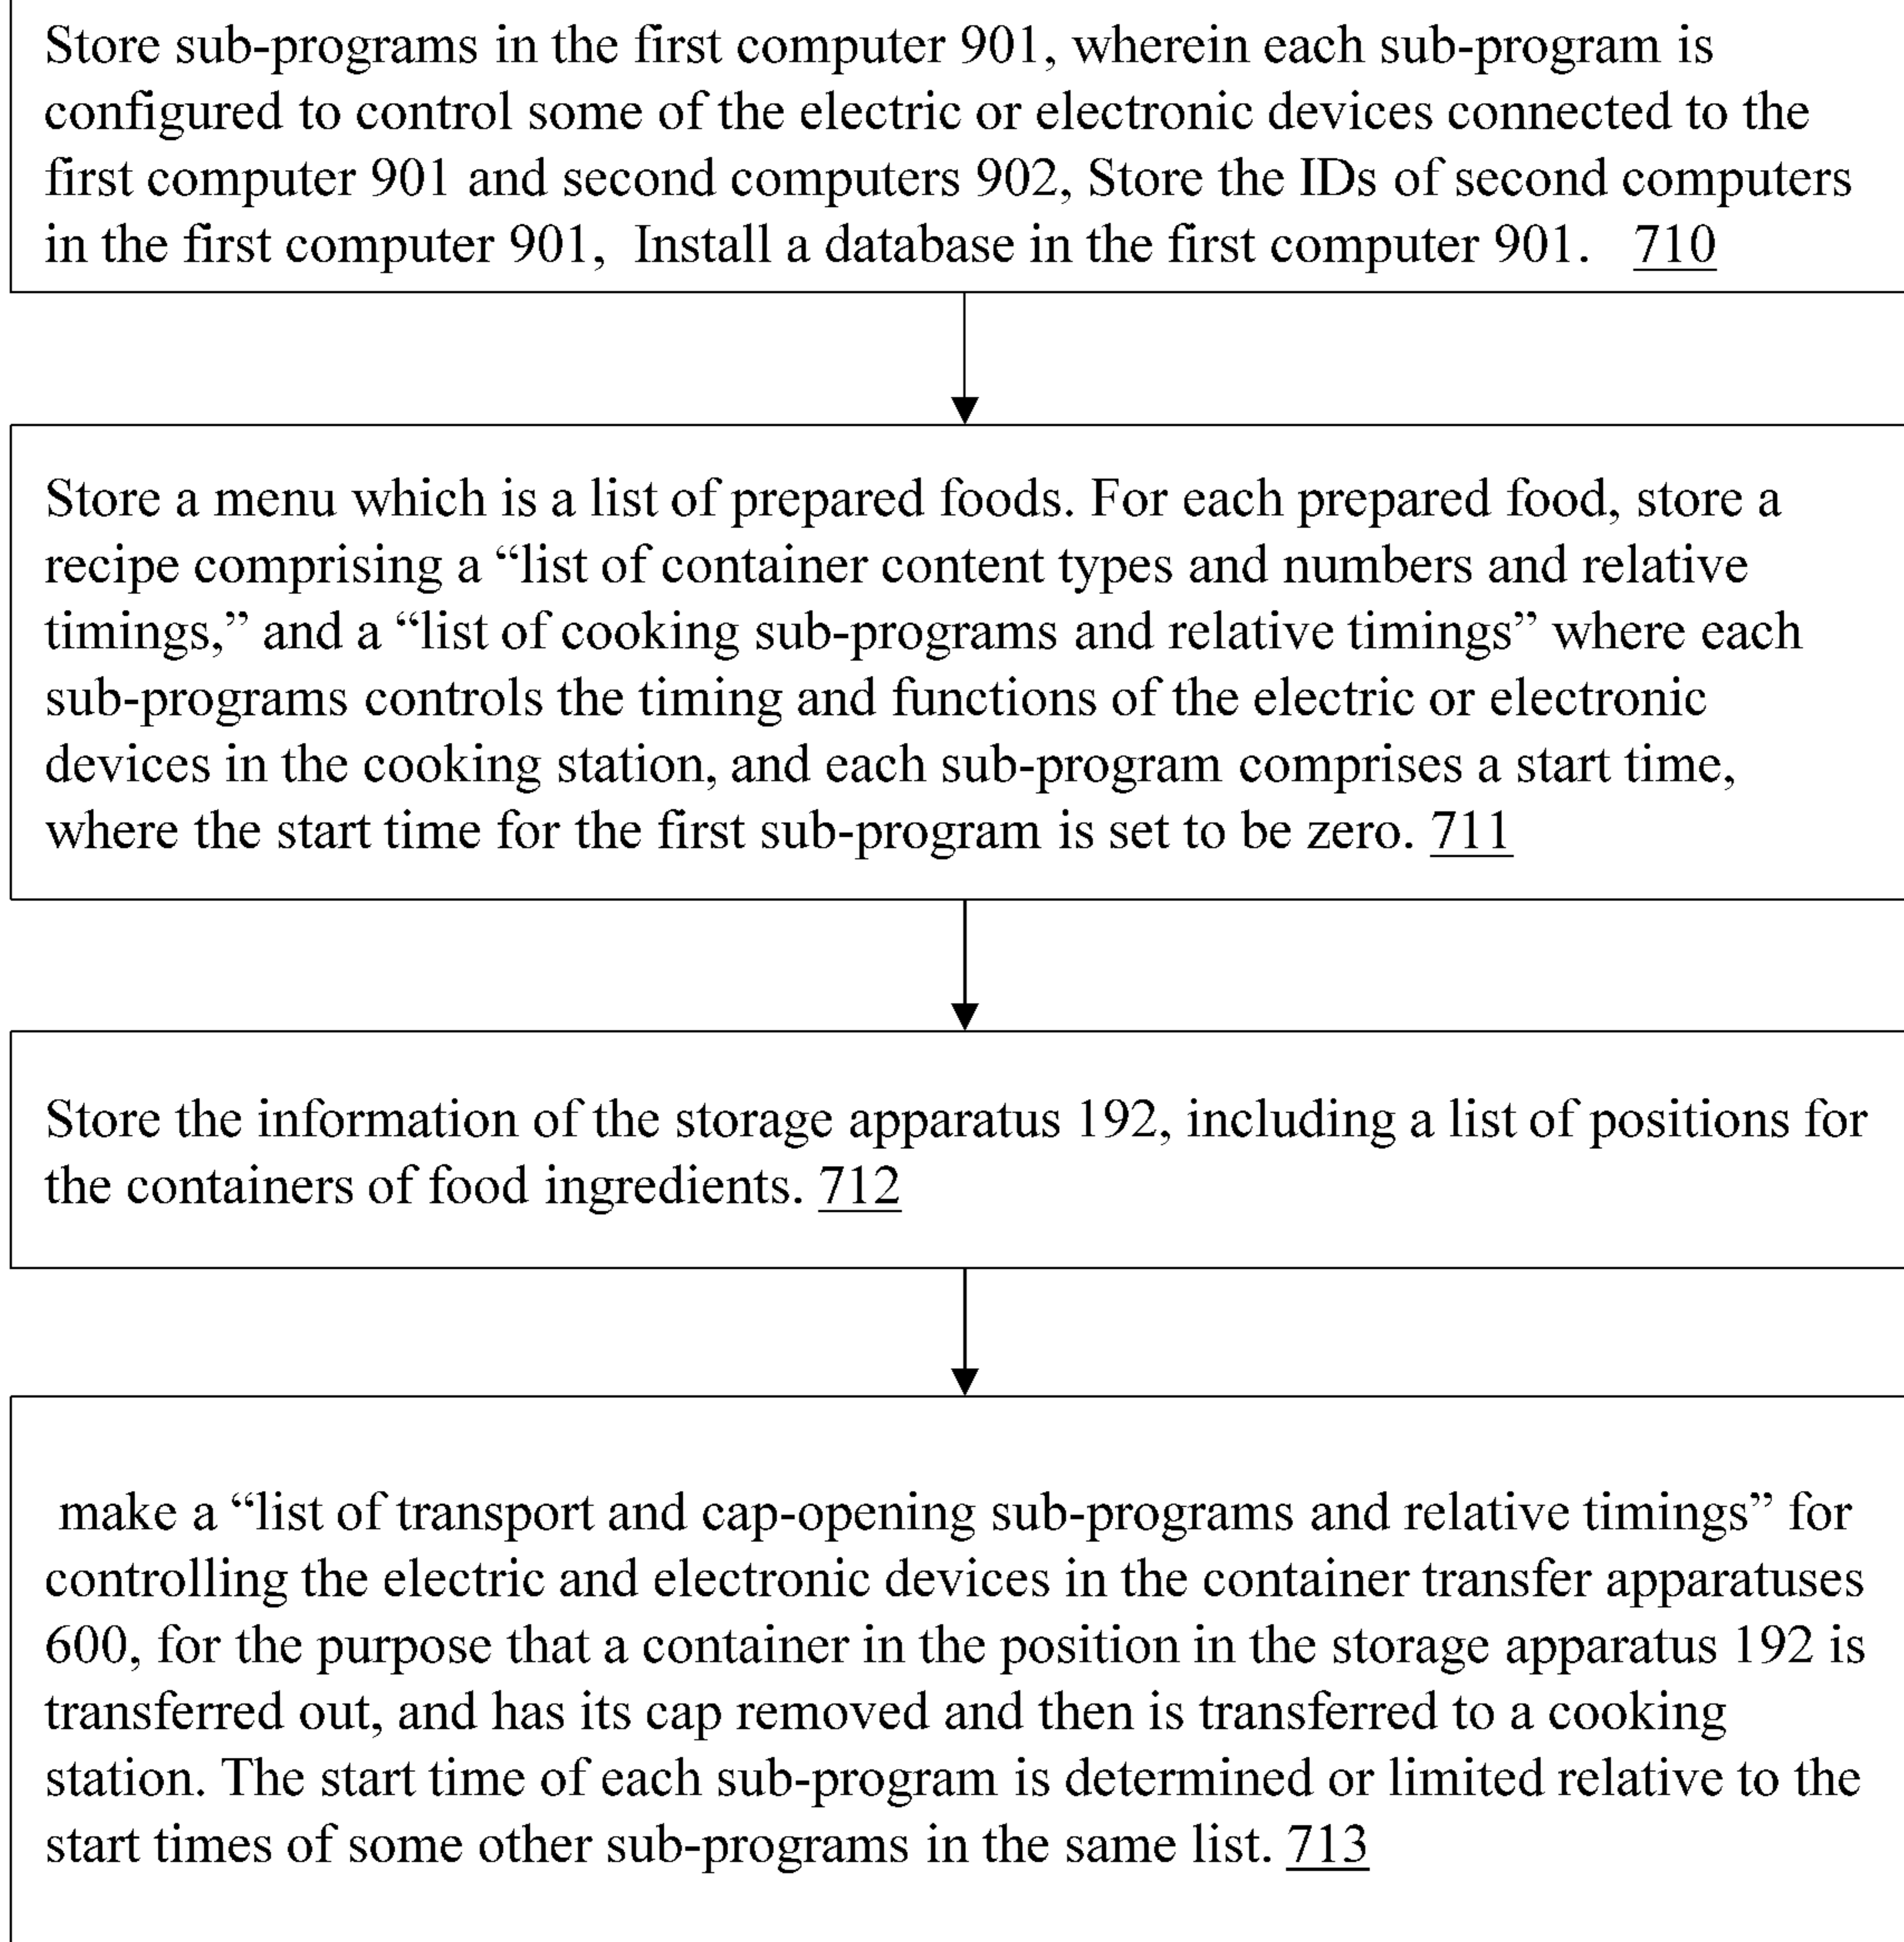 Store sub-programs in the first computer 901, wherein each sub-program is
configured to control some of the electric or electronic devices connected to the
first computer 901 and second computers 902, Store the IDs of second computers
in the first computer 901,  Install a database in the first computer 901.   710
Store a menu which is a list of prepared foods. For each prepared food, store a
recipe comprising a “list of container content types and numbers and relative
timings,” and a “list of cooking sub-programs and relative timings” where each
sub-programs controls the timing and functions of the electric or electronic
devices in the cooking station, and each sub-program comprises a start time,
where the start time for the first sub-program is set to be zero. 711
Store the information of the storage apparatus 192, including a list of positions for
the containers of food ingredients. 712
make a “list of transport and cap-opening sub-programs and relative timings” for
controlling the electric and electronic devices in the container transfer apparatuses
600, for the purpose that a container in the position in the storage apparatus 192 is
transferred out, and has its cap removed and then is transferred to a cooking
station. The start time of each sub-program is determined or limited relative to the
start times of some other sub-programs in the same list. 713